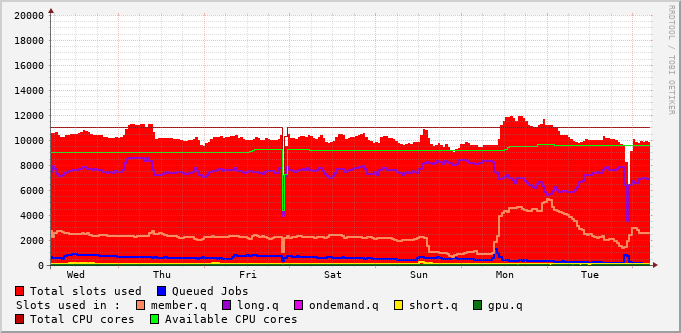 20000
18000
16000
14000
12000
10000
8000
6000
4000
2000
0
Wed Thu Fri Sat Sun Mon Tue
RRDTOOL / TOBI OETIKER
Total slots used Queued Jobs
Slots used in : member.q long.q ondemand.q short.q gpu.q
Total CPU cores Available CPU cores